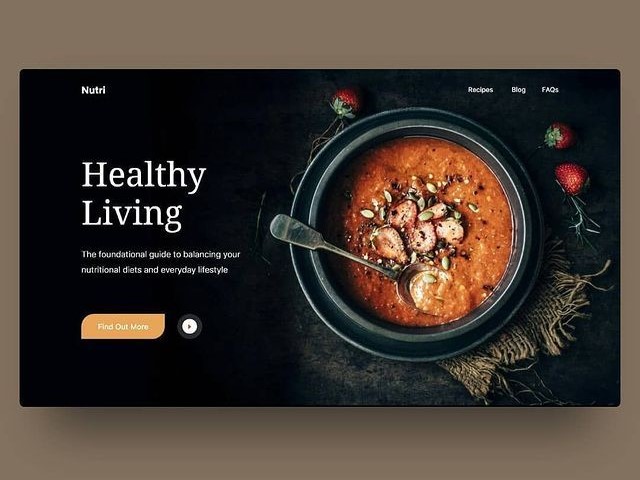 Nutri
Recipes Blog FAQs
Healthy
Living
The foundational guide to balancing your
nutritional diets and everyday lifestyle
Find Out More